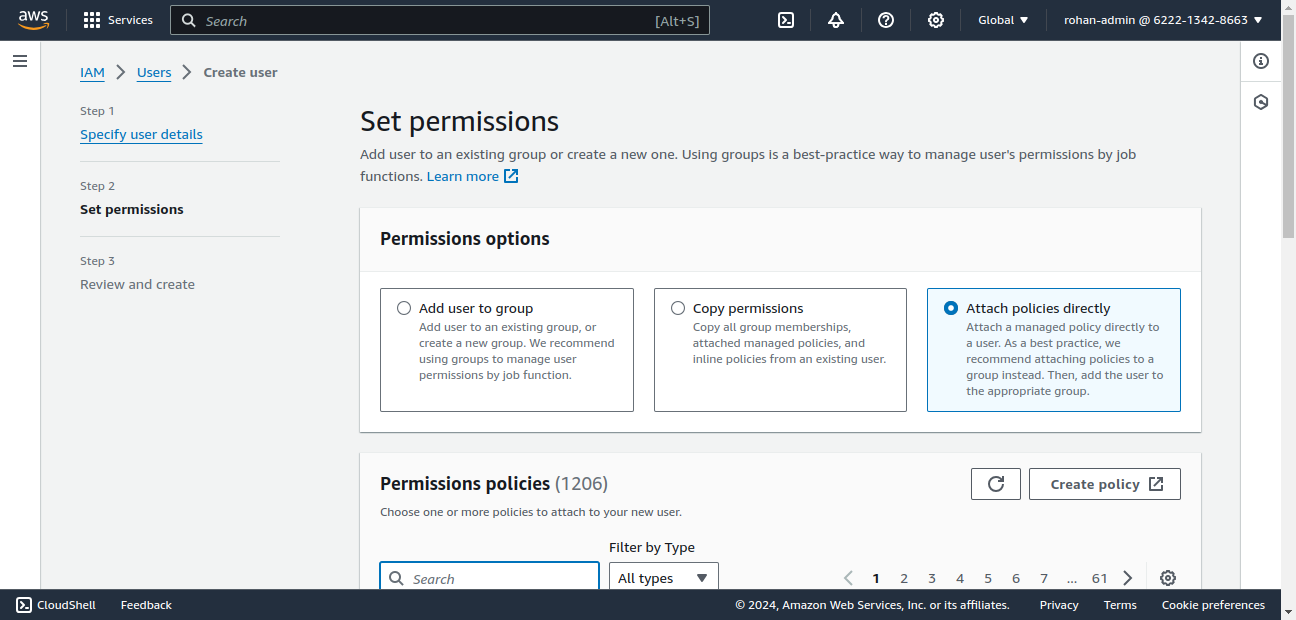 aws
Services
Search
[Alt+S]
Global
rohan-admin @ 6222-1342-8663
IAM
Users
Create user
Step 1
Specify user details
Step 2
Set permissions
Step 3
Review and create
Set permissions
Add user to an existing group or create a new one. Using groups is a best-practice way to manage user's permissions by job
functions. Learn more
Permissions options
Add user to group
Add user to an existing group, or
create a new group. We recommend
using groups to manage user
permissions by job function.
Copy permissions
Copy all group memberships,
attached managed policies, and
inline policies from an existing user.
Attach policies directly
Attach a managed policy directly to
a user. As a best practice, we
recommend attaching policies to a
group instead. Then, add the user to
the appropriate group.
Permissions policies (1206)
Create policy
Choose one or more policies to attach to your new user.
Filter by Type
Search
All types
1 2 3 4 5 6 7 ... 61
CloudShell
Feedback
© 2024, Amazon Web Services, Inc. or its affiliates.
Privacy
Terms
Cookie preferences